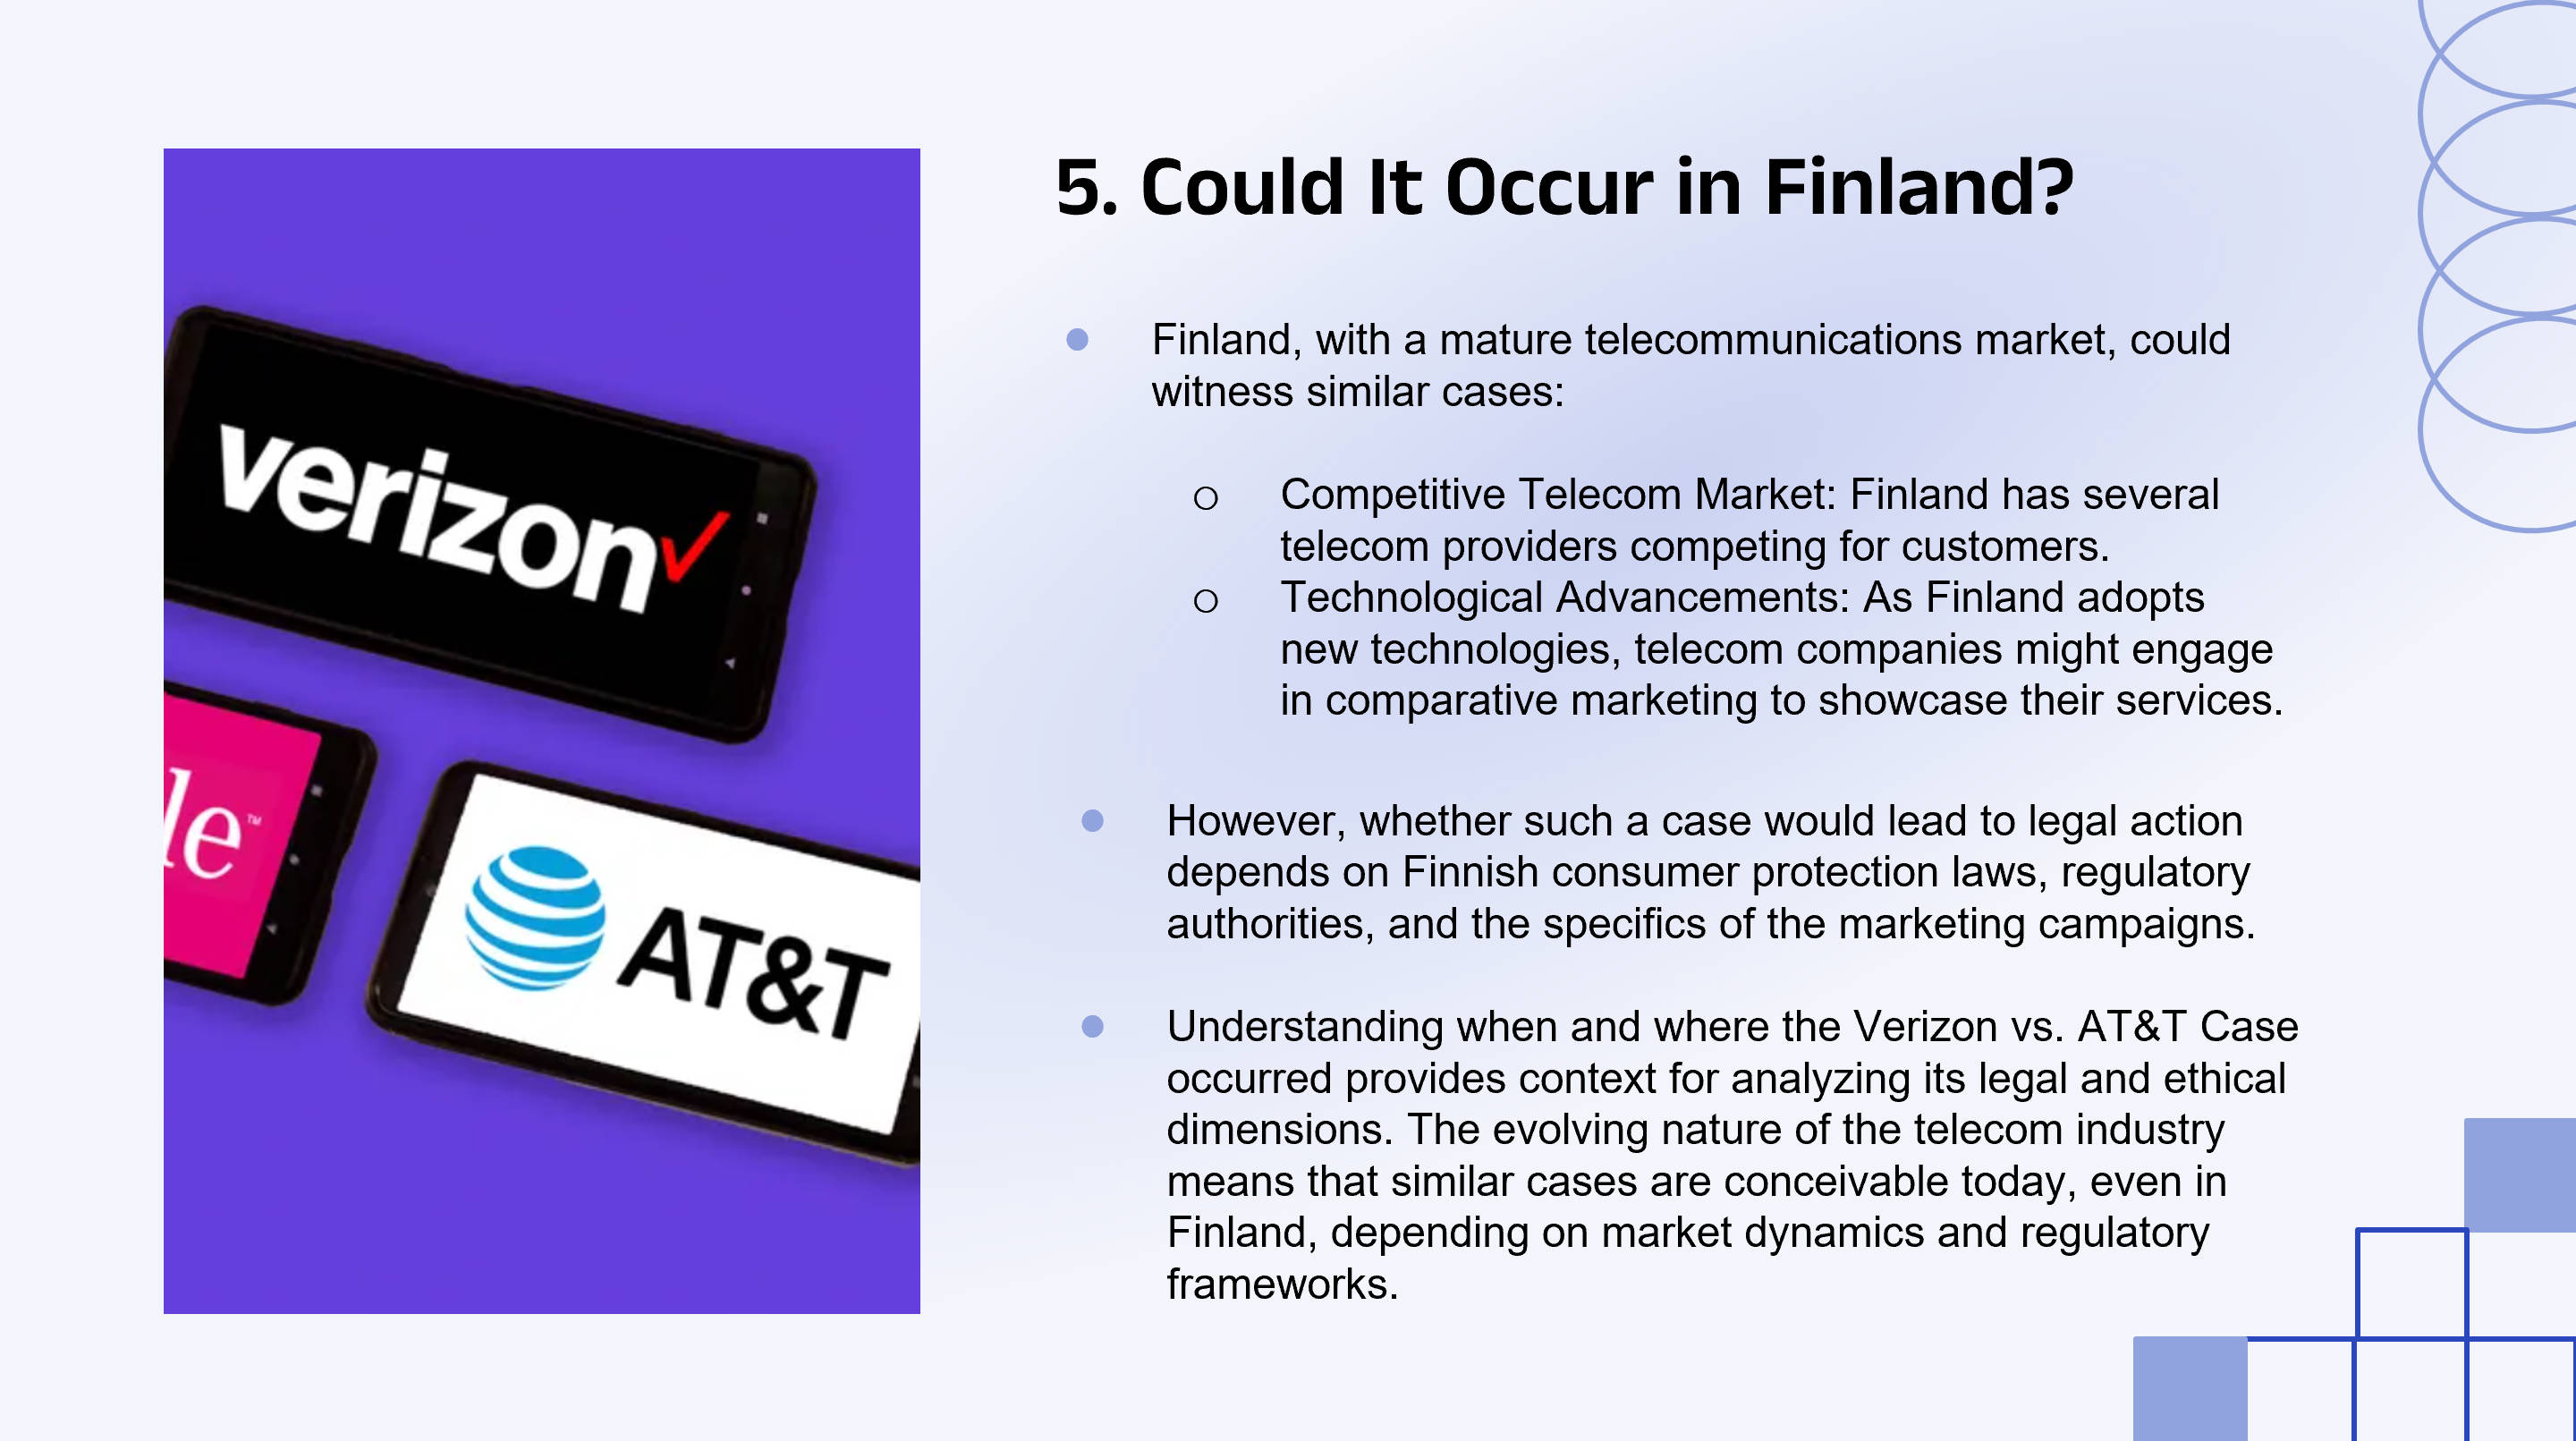 5. Could It Occur in Finland?
Finland, with a mature telecommunications market, could
witness similar cases:
Competitive Telecom Market: Finland has several
telecom providers competing for customers.
Technological Advancements: As Finland adopts
new technologies, telecom companies might engage
in comparative marketing to showcase their services.
However, whether such a case would lead to legal action
depends on Finnish consumer protection laws, regulatory
authorities, and the specifics of the marketing campaigns.
Understanding when and where the Verizon vs. AT&T Case
occurred provides context for analyzing its legal and ethical
dimensions. The evolving nature of the telecom industry
means that similar cases are conceivable today, even in
Finland, depending on market dynamics and regulatory
frameworks.
verizon
le™
AT&T